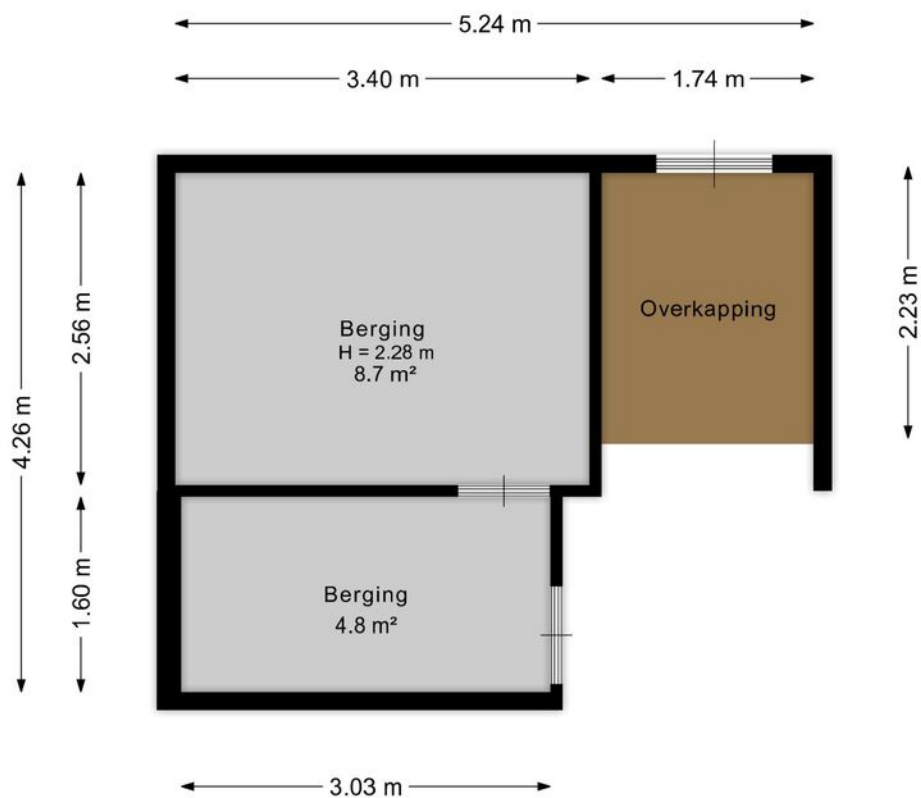 5.24 m
3.40 m
1.74 m
4.26 m
2.56 m
2.23 m
Overkapping
Berging
H = 2.28 m
8.7 m²
1.60 m
Berging
4.8 m²
3.03 m